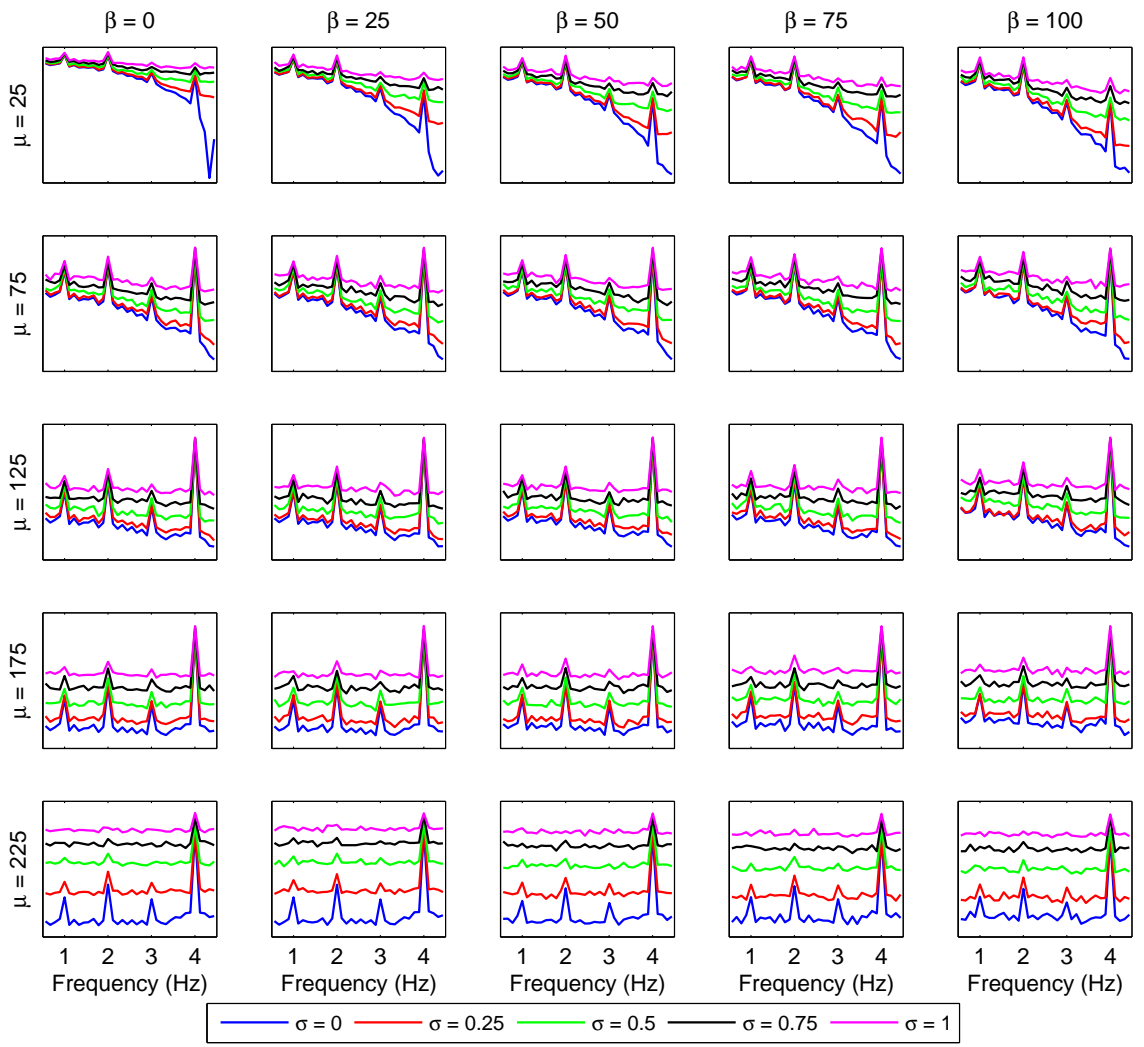 β = 0 β = 25 β = 50 β = 75 β = 100
μ = 25
μ = 75
μ = 125
μ = 175
μ = 225
1 2 3 4 1 2 3 4 1 2 3 4 1 2 3 4 1 2 3 4
Frequency (Hz) Frequency (Hz) Frequency (Hz) Frequency (Hz) Frequency (Hz)
σ = 0 σ = 0.25 σ = 0.5 σ = 0.75 σ = 1